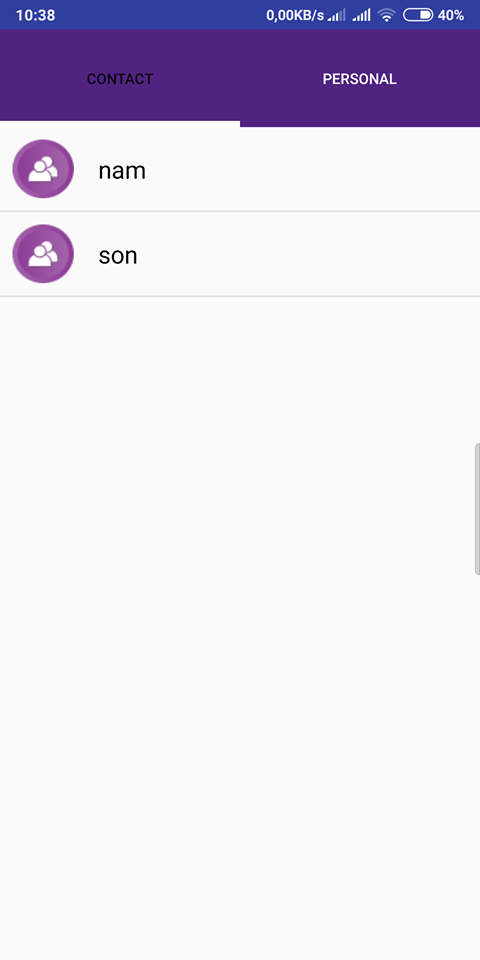 10:38 0,00KB/s 40%
CONTACT PERSONAL
nam
son